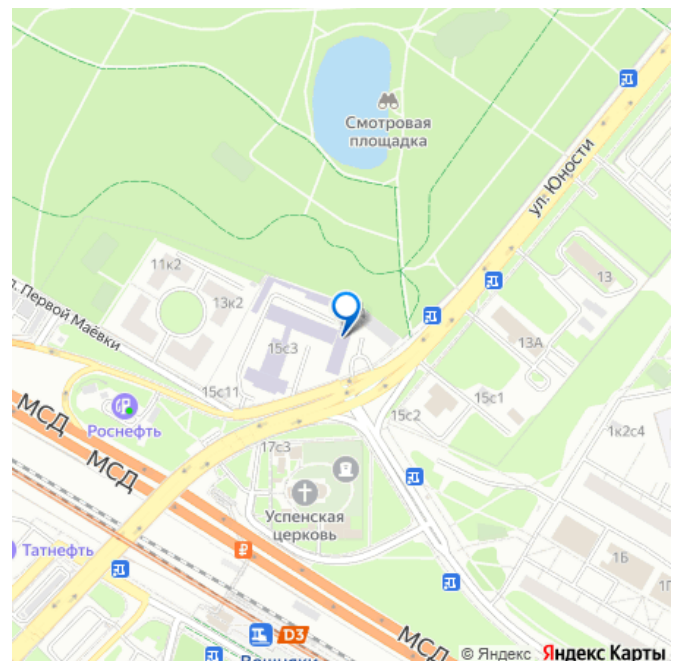 Смотровая
площадка
ул. Юности
11к2
13к2
13
л. Первой Маёвки
13А
15с3
15с11
15с2
15с1
Роснефть
МСД
МСД
17с3
1к2с4
Успенская
церковь
Татнефть
₽
1Б
D3
МСД
© Яндекс Яндекс Карты